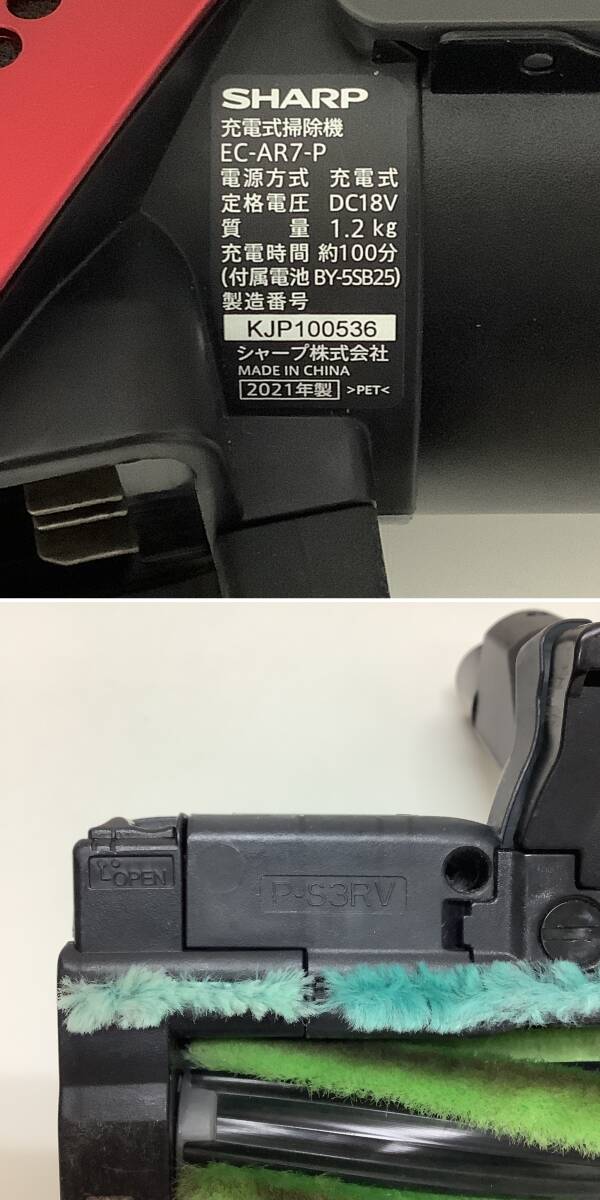 SHARP
充電式掃除機
EC-AR7-P
電源方式 充電式
定格電圧 DC18V
質量 1.2 kg
充電時間 約100分
(付属電池 BY-5SB25)
製造番号
KJP100536
シャープ株式会社
MADE IN CHINA
2021年製 >PET<
OPEN
P-S3RV